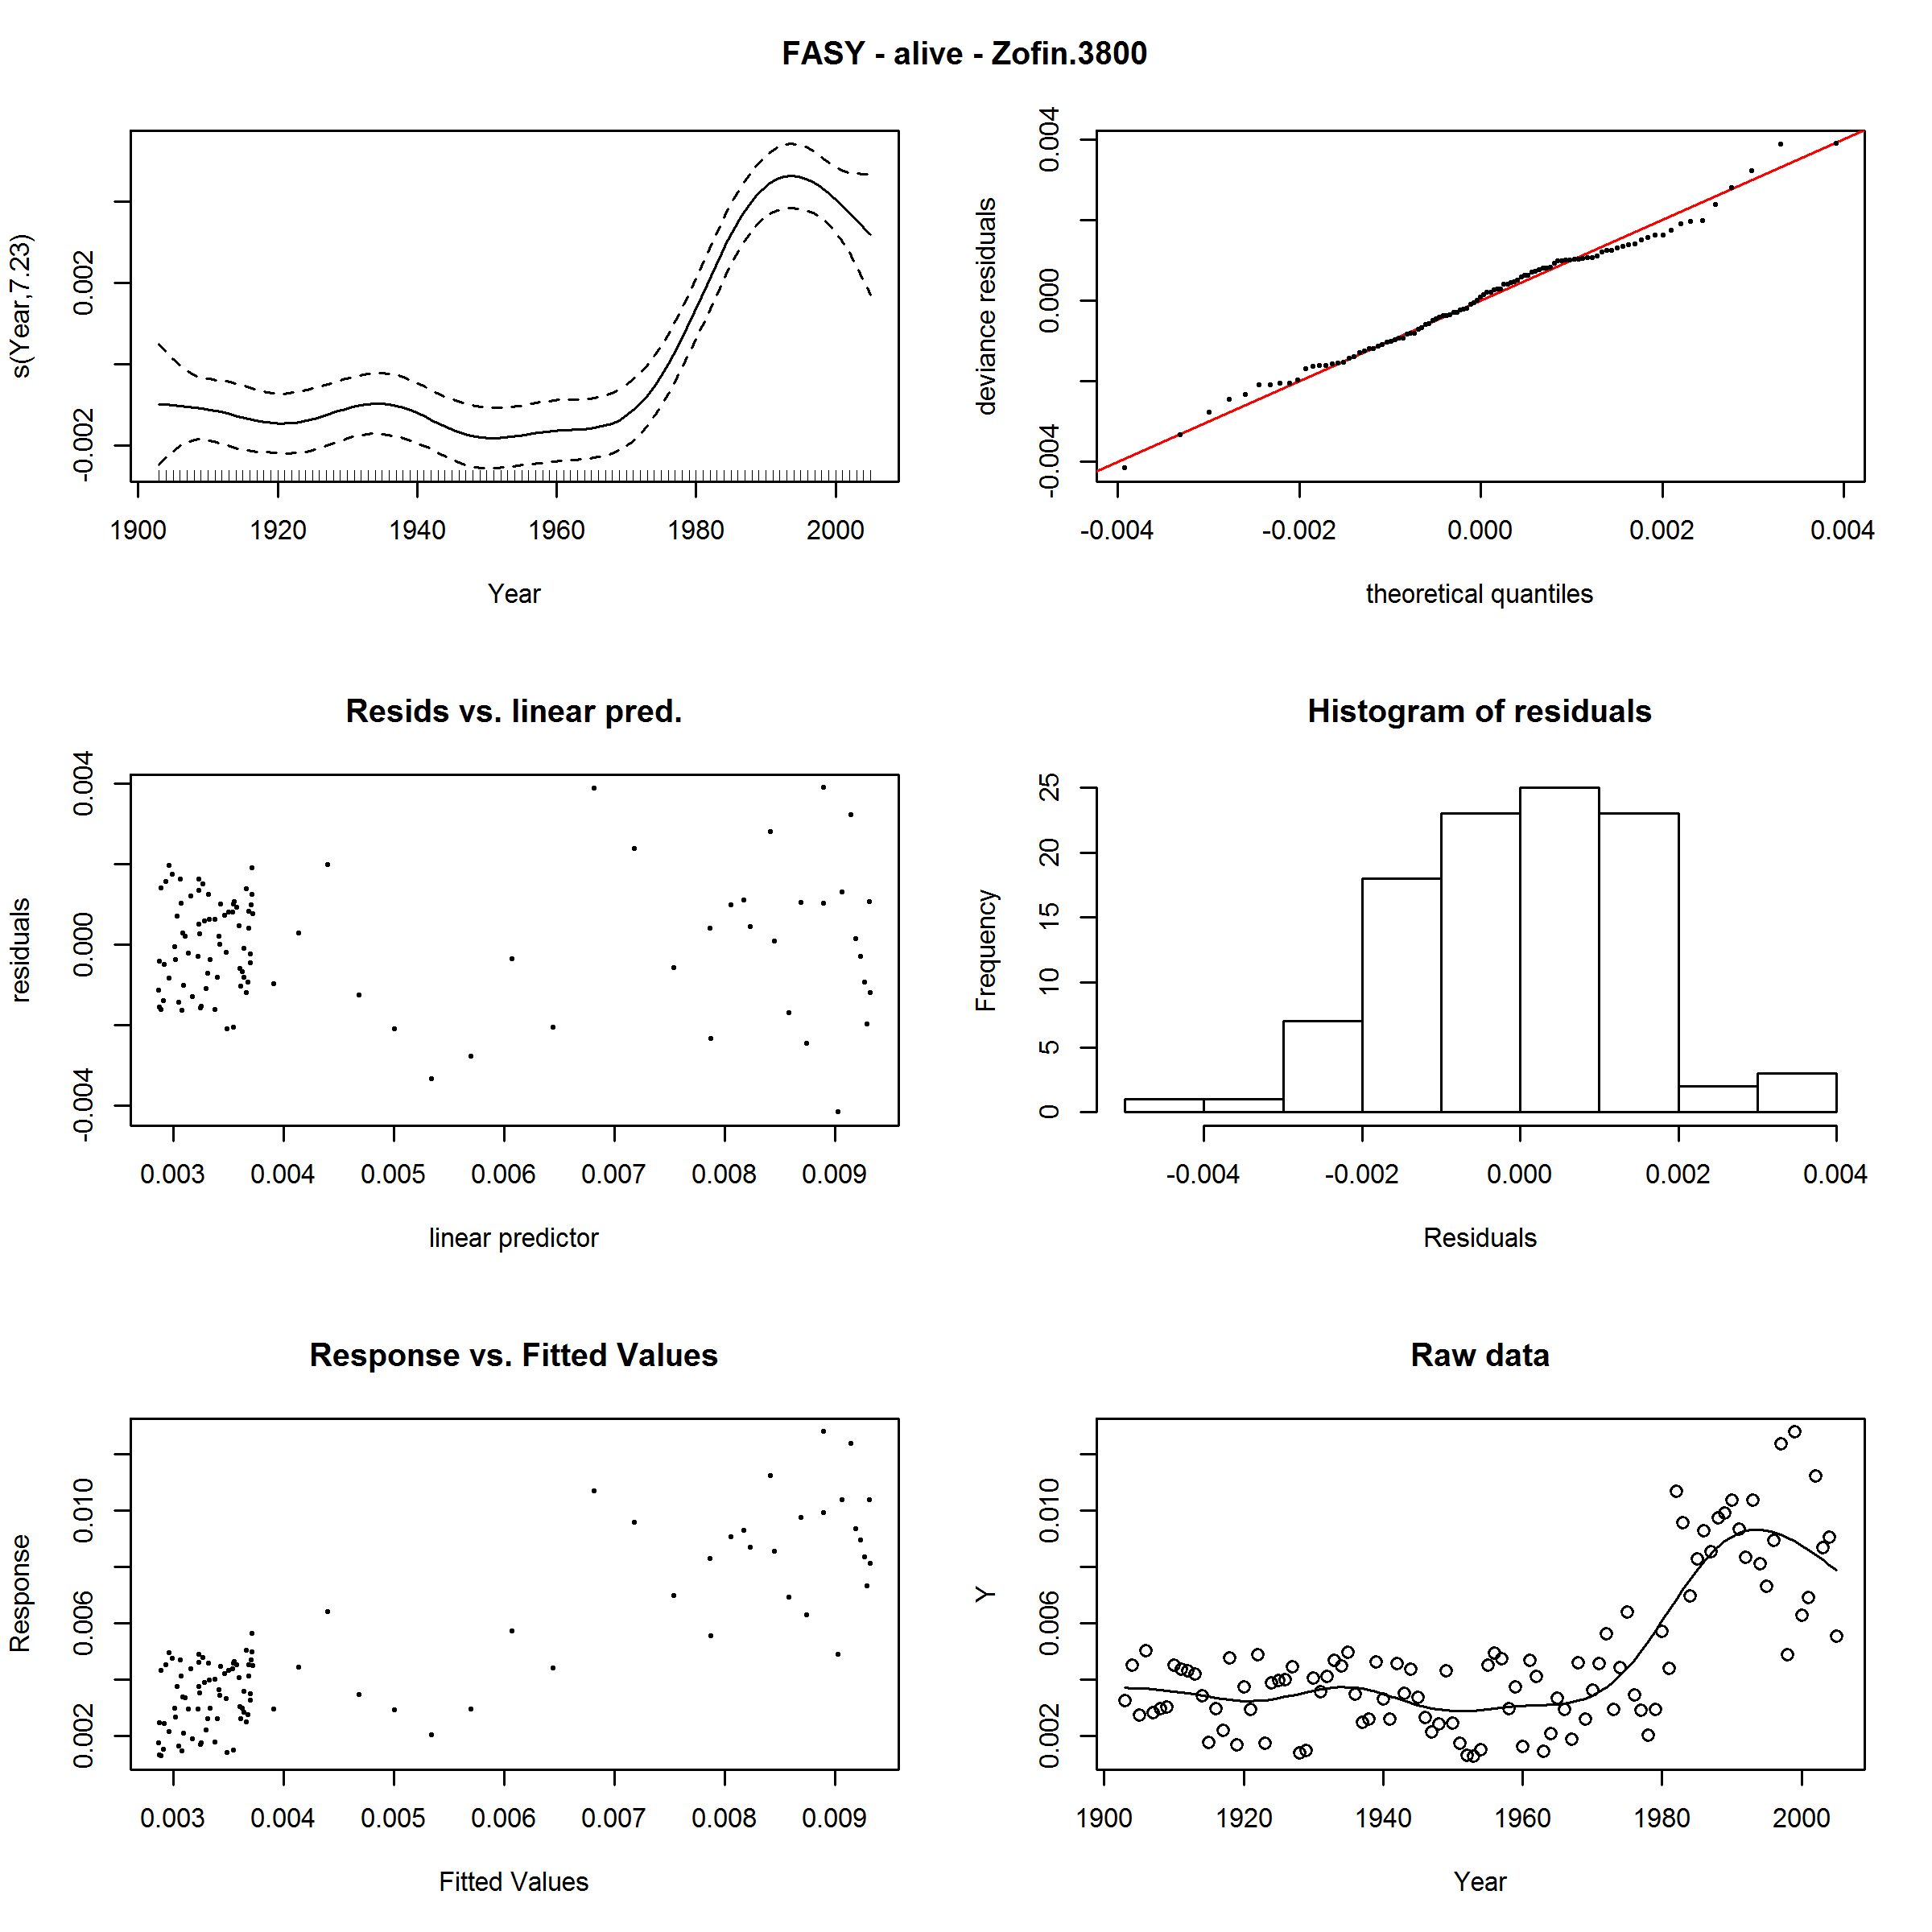 FASY - alive - Zofin.3800
s(Year,7.23)
-0.002 0.002
1900 1920 1940 1960 1980 2000
Year
deviance residuals
-0.004 0.000 0.004
-0.004 -0.002 0.000 0.002 0.004
theoretical quantiles
Resids vs. linear pred.
residuals
-0.004 0.000 0.004
0.003 0.004 0.005 0.006 0.007 0.008 0.009
linear predictor
Histogram of residuals
Frequency
0 5 10 15 20 25
-0.004 -0.002 0.000 0.002 0.004
Residuals
Response vs. Fitted Values
Response
0.002 0.006 0.010
0.003 0.004 0.005 0.006 0.007 0.008 0.009
Fitted Values
Raw data
Y
0.002 0.006 0.010
1900 1920 1940 1960 1980 2000
Year